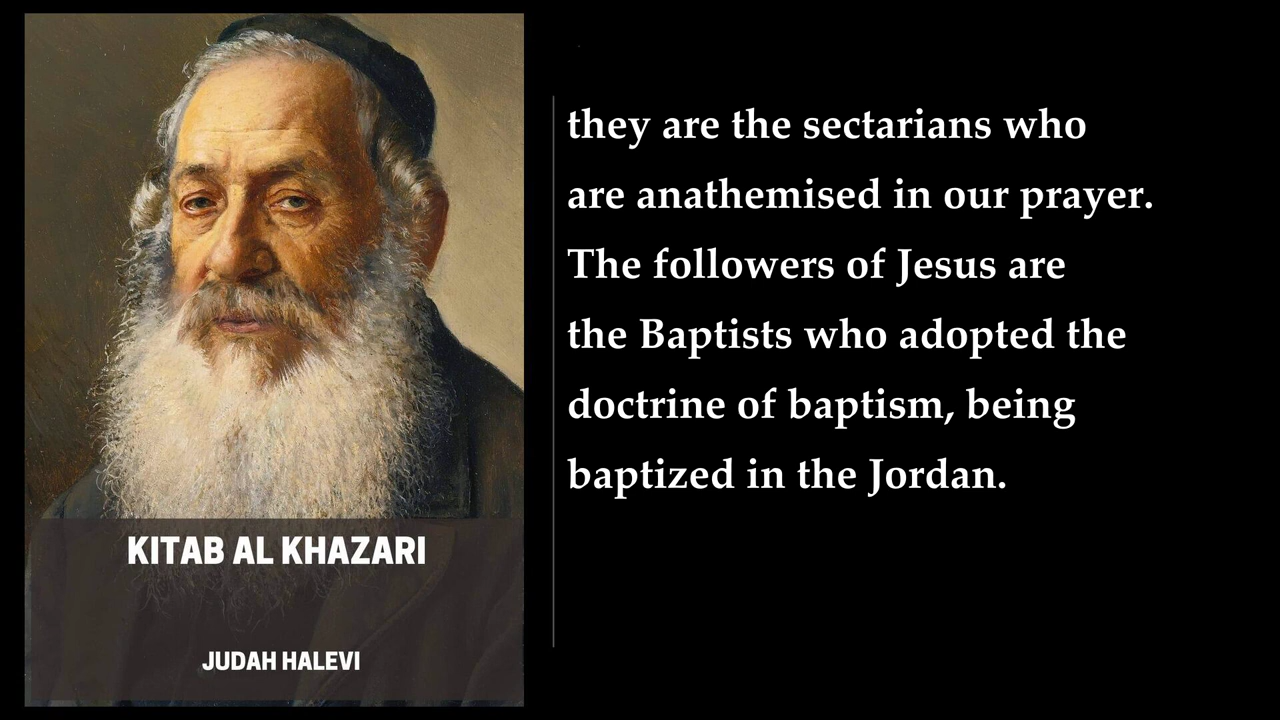 KITAB AL KHAZARI
JUDAH HALEVI
they are the sectarians who
are anathemised in our prayer.
The followers of Jesus are
the Baptists who adopted the
doctrine of baptism, being
baptized in the Jordan.